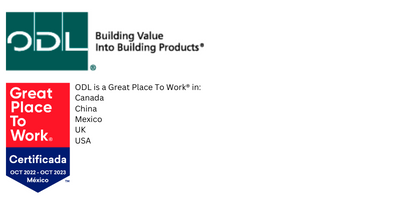 ODL®
Building Value
Into Building Products®
Great
Place
To
Work®
Certificada
OCT 2022 - OCT 2023
México
™
ODL is a Great Place To Work® in:
Canada
China
Mexico
UK
USA